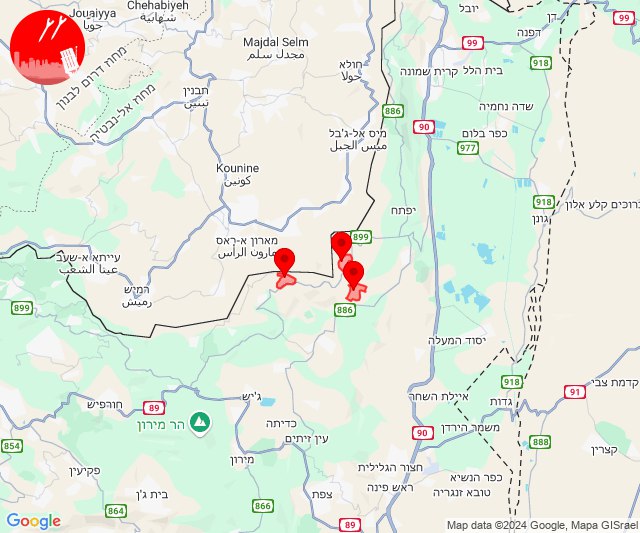 Chehabiyeh
شهابية
Jouaiyya
جويا
יובל
דן
99
90
99
דפנה
918
Majdal Selm
مجدل سلم
חולא
حولا
קרית שמונה
בית הלל
מחוז דרום לבנון
מחוז אל-נבטיה
תבנין
تبنين
886
שדה נחמיה
מיס אל-ג'בל
ميس الجبل
90
כפר בלום
977
Kounine
كونين
יפתח
918
גונן
ברוכים קלע אלון
899
מארון א-ראס
مارون الرأس
עייתא א-שעב
عيتا الشعب
רמיש
رميش
899
886
יסוד המעלה
918
קדמת צבי
91
גדות
איילת השחר
ג'יש
חורפיש
89
הר מירון
כדיתה
עין זיתים
90
משמר הירדן
888
קצרין
854
מירון
חצור הגלילית
ראש פינה
כפר הנשיא
טובא זנגריה
פקיעין
בית ג'ן
864
866
צפת
89
Google
Map data ©2024 Google, Mapa GISrael